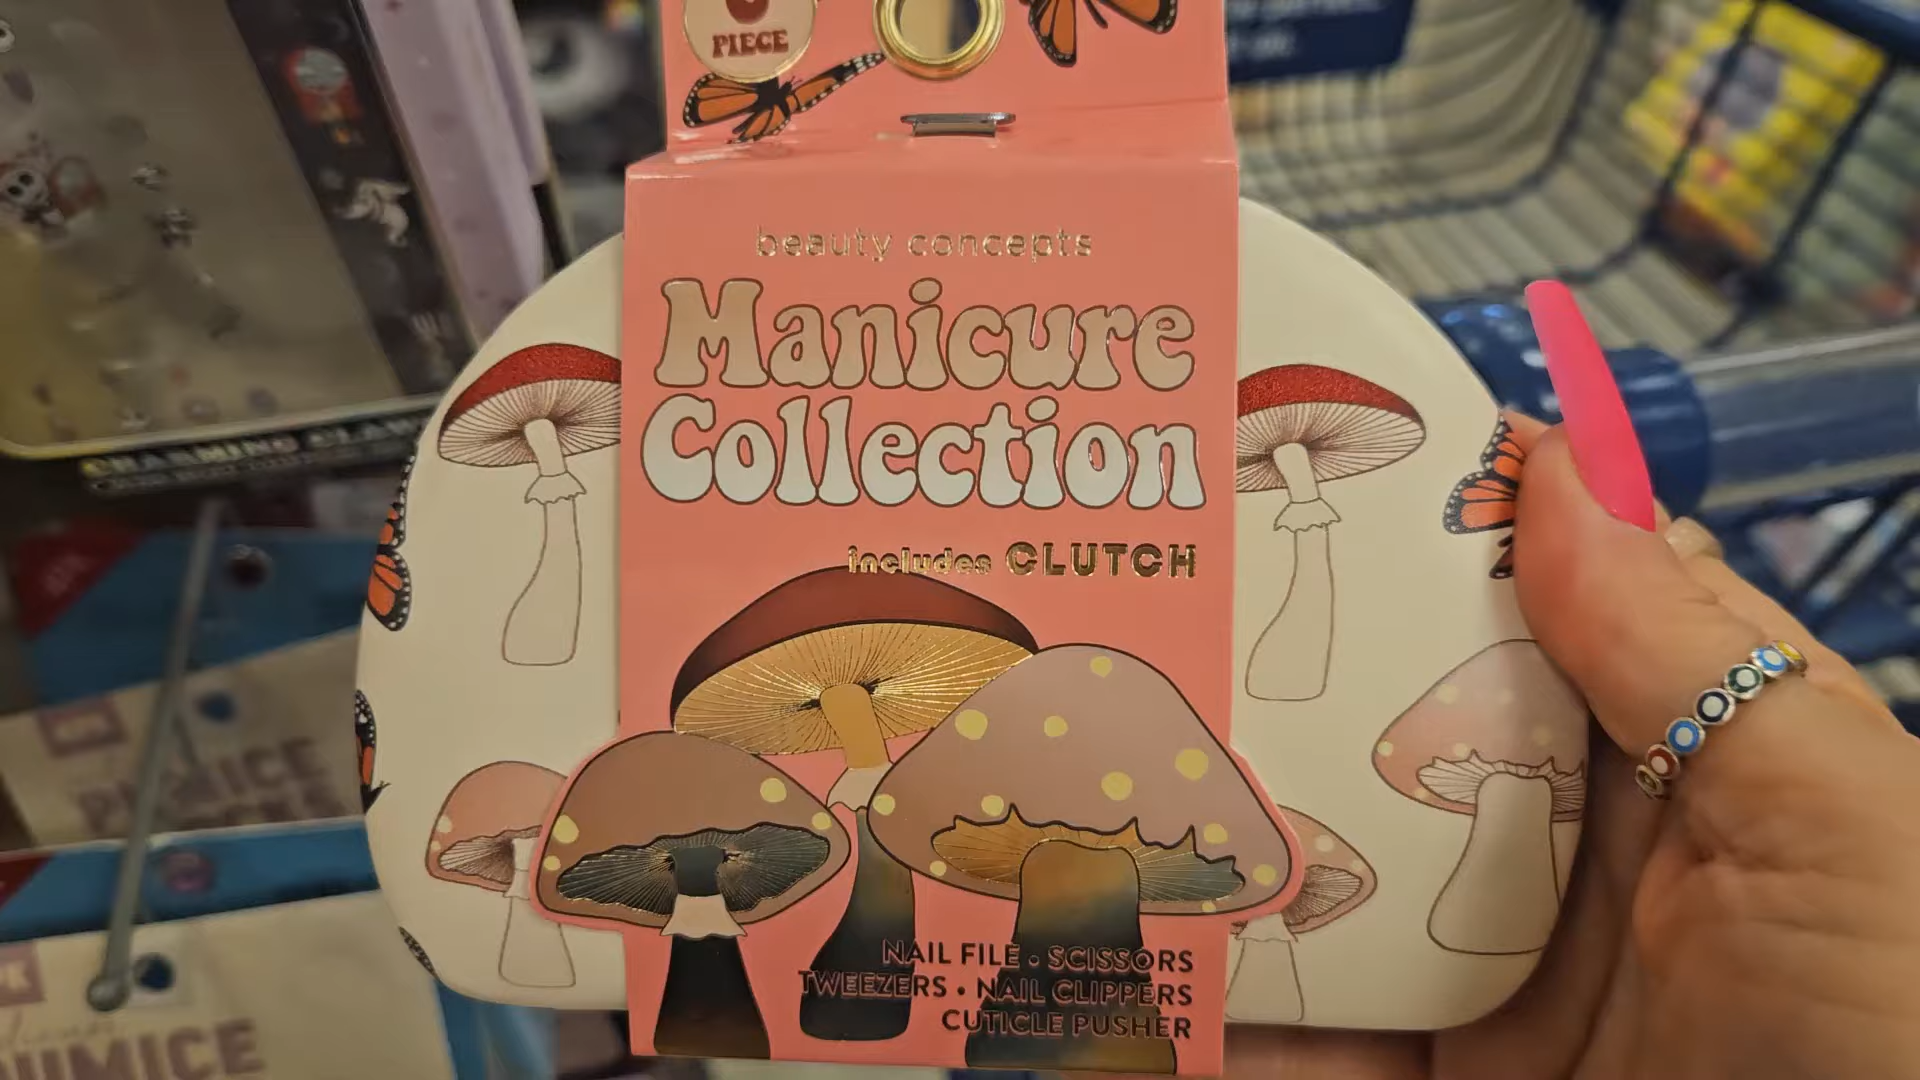 PIECE
beauty concepts
Manicure
Collection
includes CLUTCH
NAIL FILE • SCISSORS
TWEEZERS • NAIL CLIPPERS
CUTICLE PUSHER